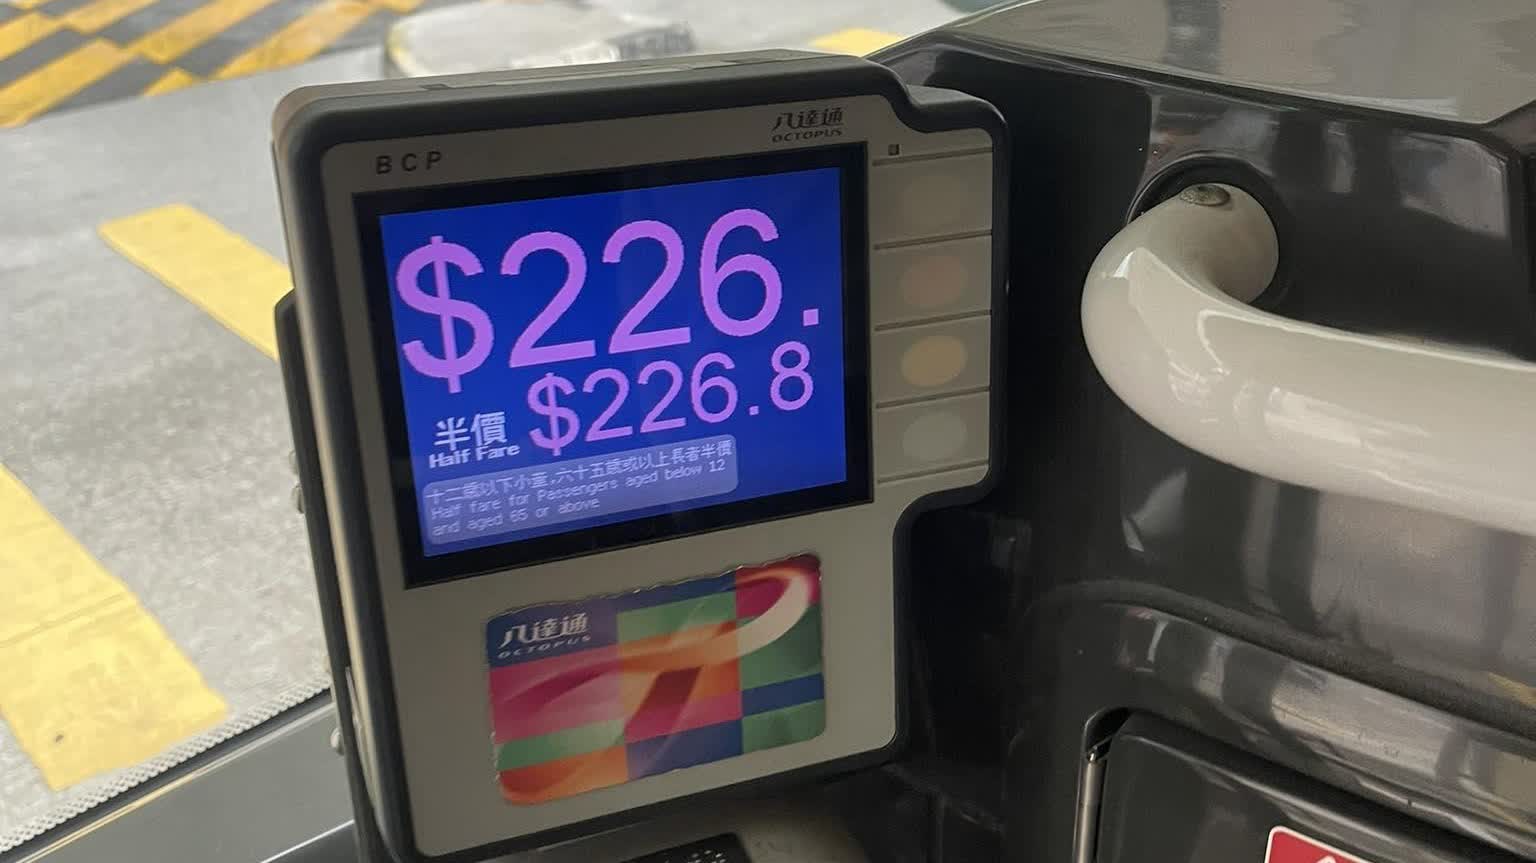 BCP
八達通
OCTOPUS
$226.
$226.8
半價
Half Fare
十二歲以下小童,六十五歲或以上長者半價
Half fare for Passengers aged below 12
and aged 65 or above
八達通
OCTOPUS